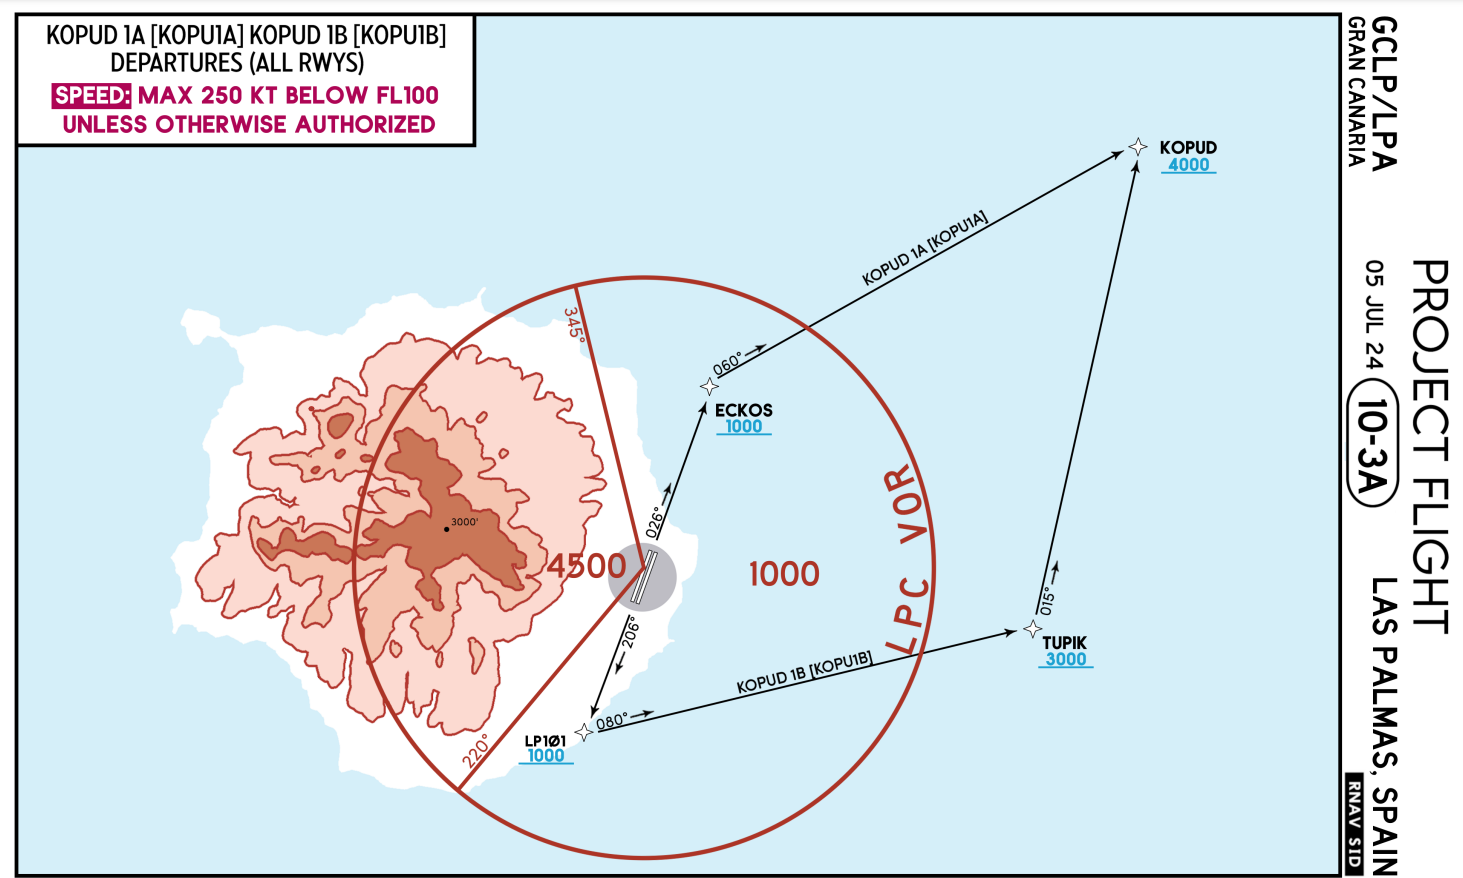 KOPUD 1A [KOPU1A] KOPUD 1B [KOPU1B]
DEPARTURES (ALL RWYS)
SPEED: MAX 250 KT BELOW FL100
UNLESS OTHERWISE AUTHORIZED
KOPUD
4000
KOPUD 1A [KOPU1A]
345°
060°
ECKOS
1000
026°
3000'
4500
1000
LPC VOR
206°
015°
TUPIK
3000
KOPUD 1B [KOPU1B]
080°
LP1Ø1
1000
220°
GCLP/LPA
GRAN CANARIA
PROJECT FLIGHT
05 JUL 24
10-3A
LAS PALMAS, SPAIN
RNAV SID